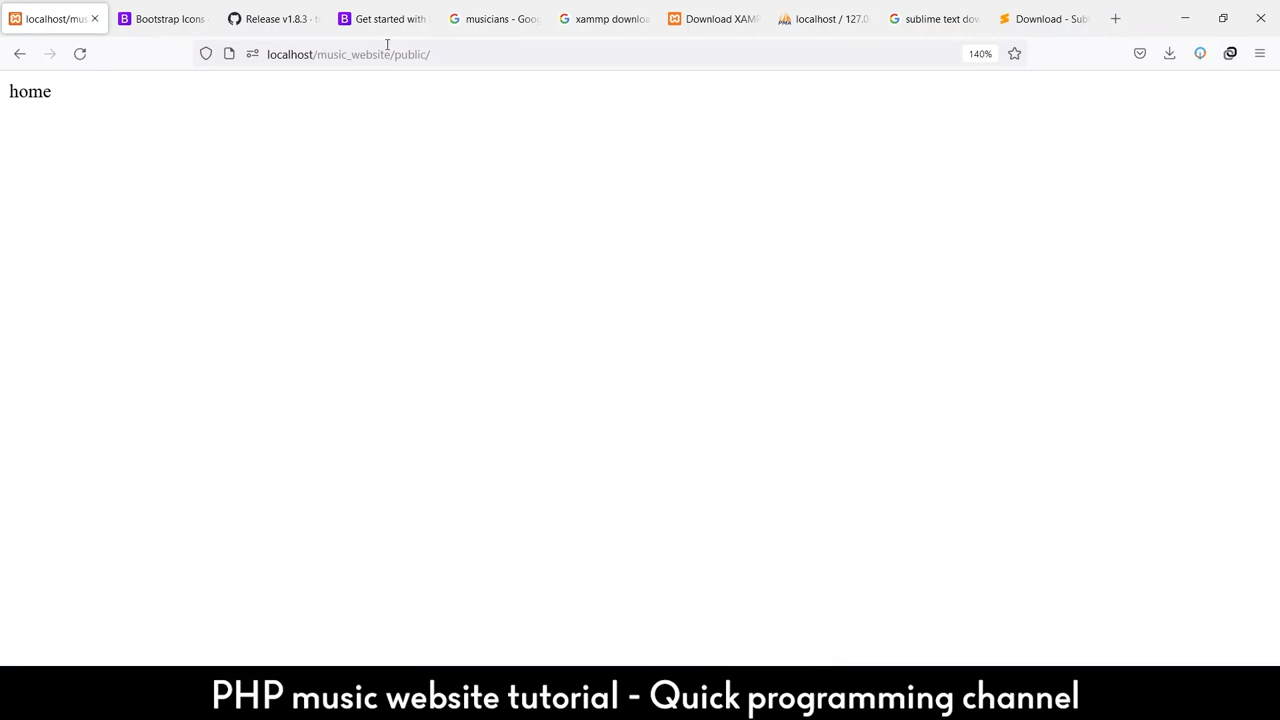 localhost/mus
Bootstrap Icons
Release v1.8.3 · t
Get started with
musicians - Goo
xammp downlo
Download XAM
localhost / 127.0
sublime text do
Download - Sub
localhost/music_website/public/
140%
home
PHP music website tutorial - Quick programming channel